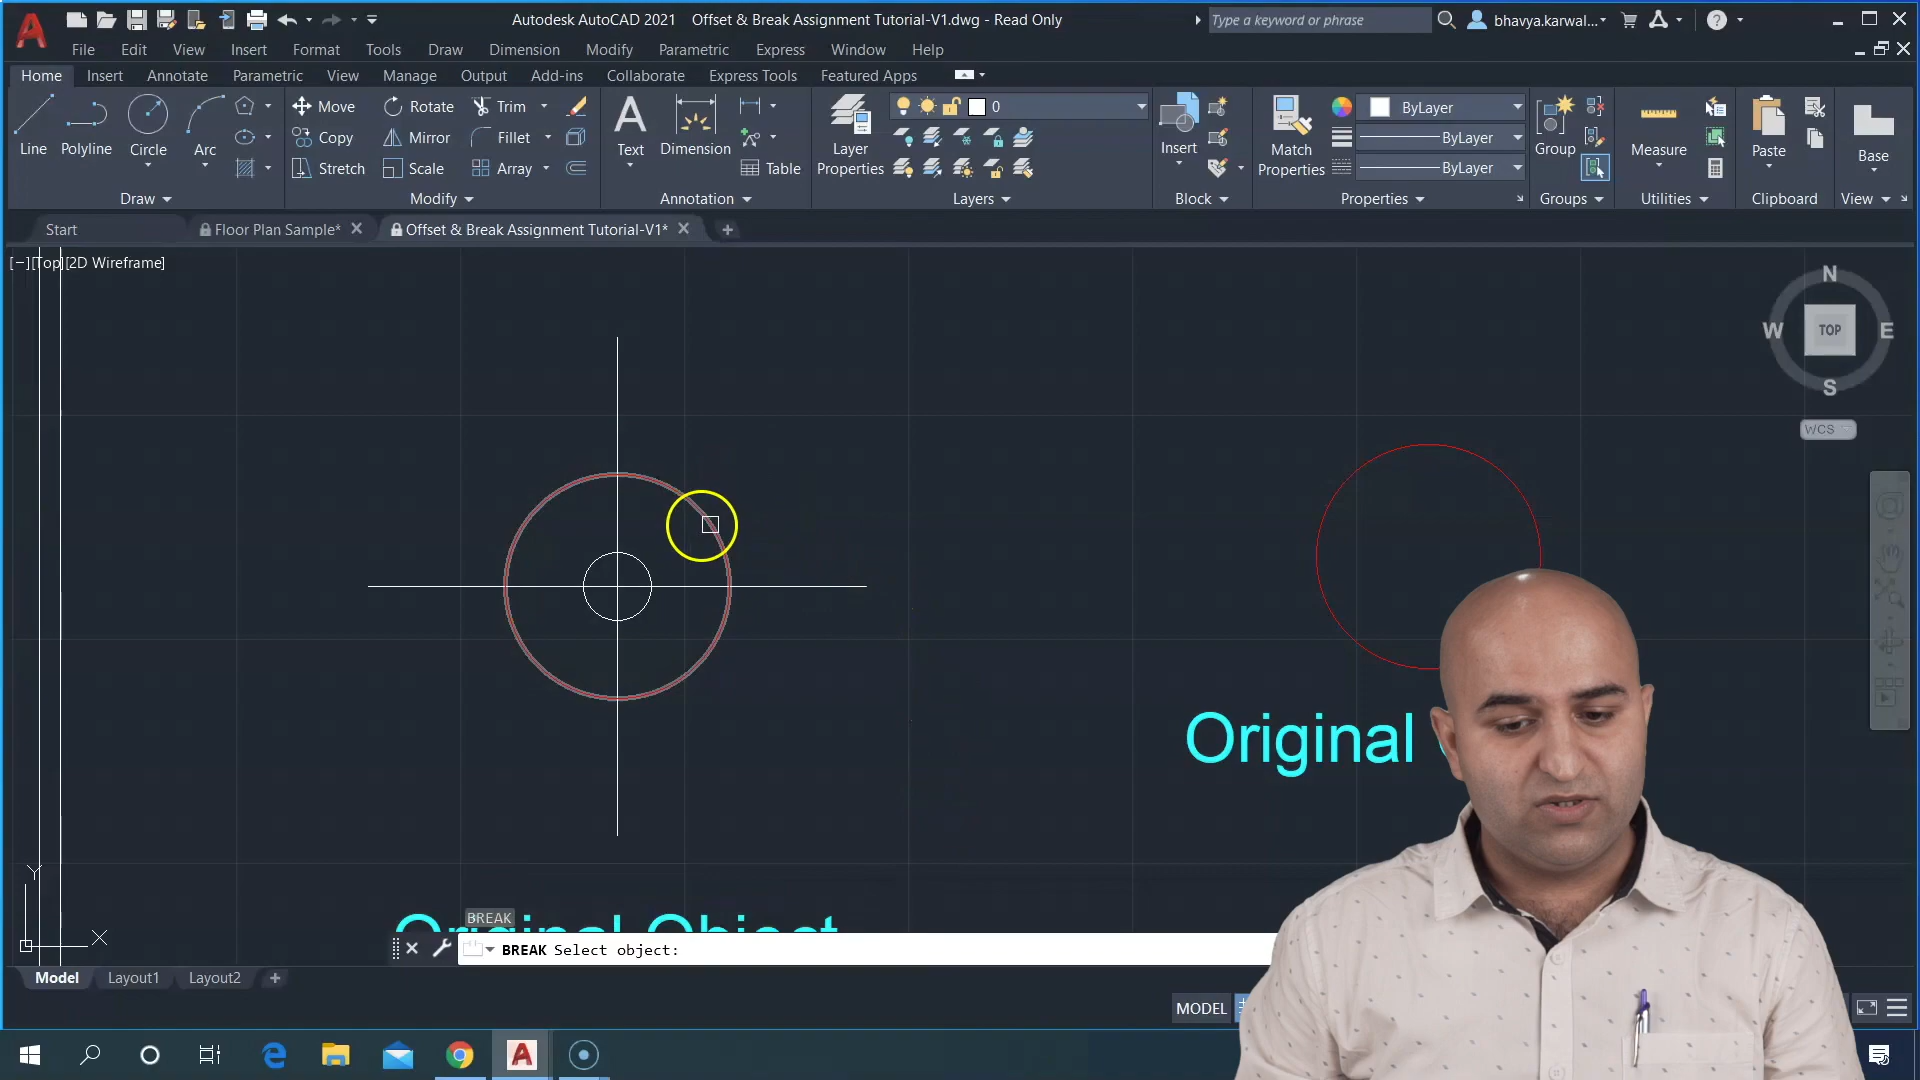 Autodesk AutoCAD 2021 Offset & Break Assignment Tutorial-V1.dwg - Read Only
Type a keyword or phrase
bhavya.karwal...
File Edit View Insert Format Tools Draw Dimension Modify Parametric Express Window Help
Home Insert Annotate Parametric View Manage Output Add-ins Collaborate Express Tools Featured Apps
Line Polyline Circle Arc
Move Rotate Trim
Copy Mirror Fillet
Stretch Scale Array
Text Dimension Table
Layer Properties
0
Insert
Match Properties
ByLayer
ByLayer
ByLayer
Group
Measure
Paste
Base
Draw Modify Annotation Layers Block Properties Groups Utilities Clipboard View
Start Floor Plan Sample* Offset & Break Assignment Tutorial-V1*
[−][Top][2D Wireframe]
N
W TOP E
S
WCS
Original
Original Object
Y
X
BREAK
BREAK Select object:
Model Layout1 Layout2
MODEL